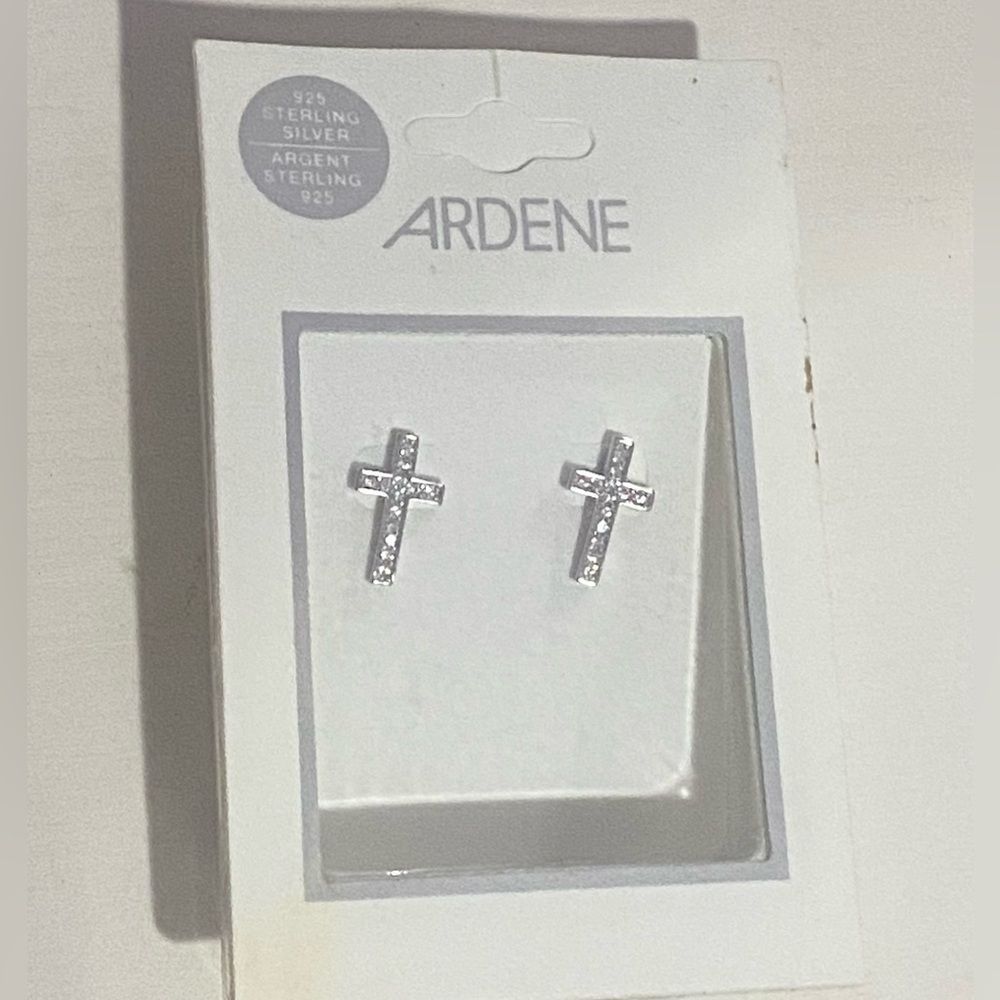 925
STERLING
SILVER
ARGENT
STERLING
925
ARDENE